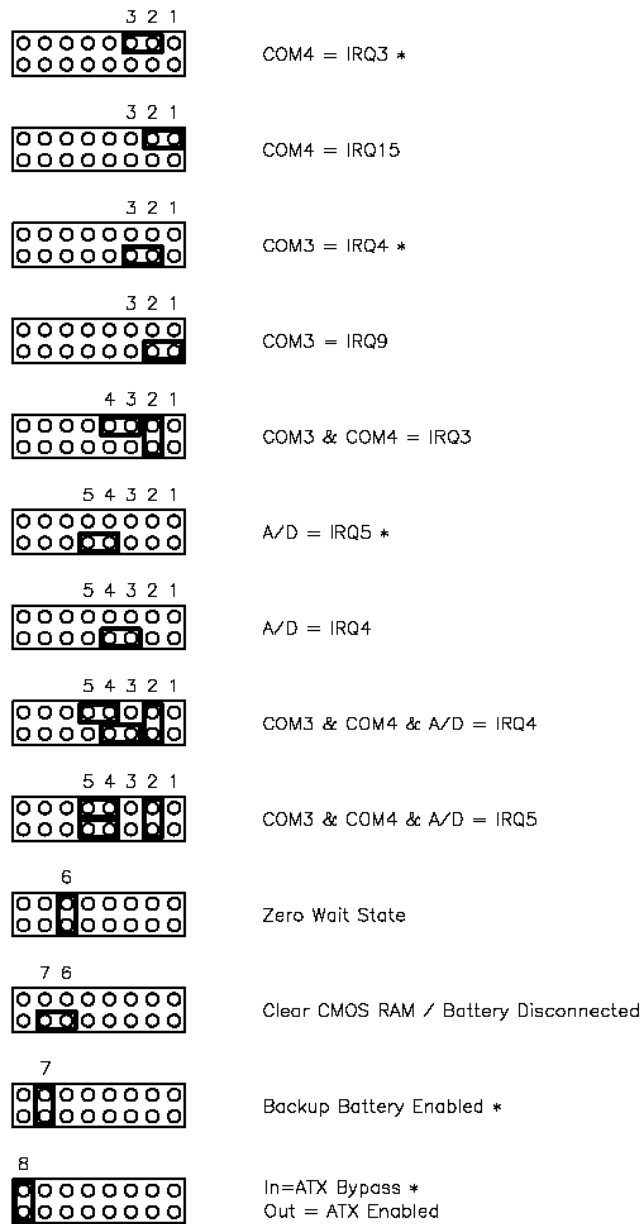 3 2 1
COM4 = IRQ3 *
3 2 1
COM4 = IRQ15
3 2 1
COM3 = IRQ4 *
3 2 1
COM3 = IRQ9
4 3 2 1
COM3 & COM4 = IRQ3
5 4 3 2 1
A/D = IRQ5 *
5 4 3 2 1
A/D = IRQ4
5 4 3 2 1
COM3 & COM4 & A/D = IRQ4
5 4 3 2 1
COM3 & COM4 & A/D = IRQ5
6
Zero Wait State
7 6
Clear CMOS RAM / Battery Disconnected
7
Backup Battery Enabled *
8
In=ATX Bypass *
Out = ATX Enabled